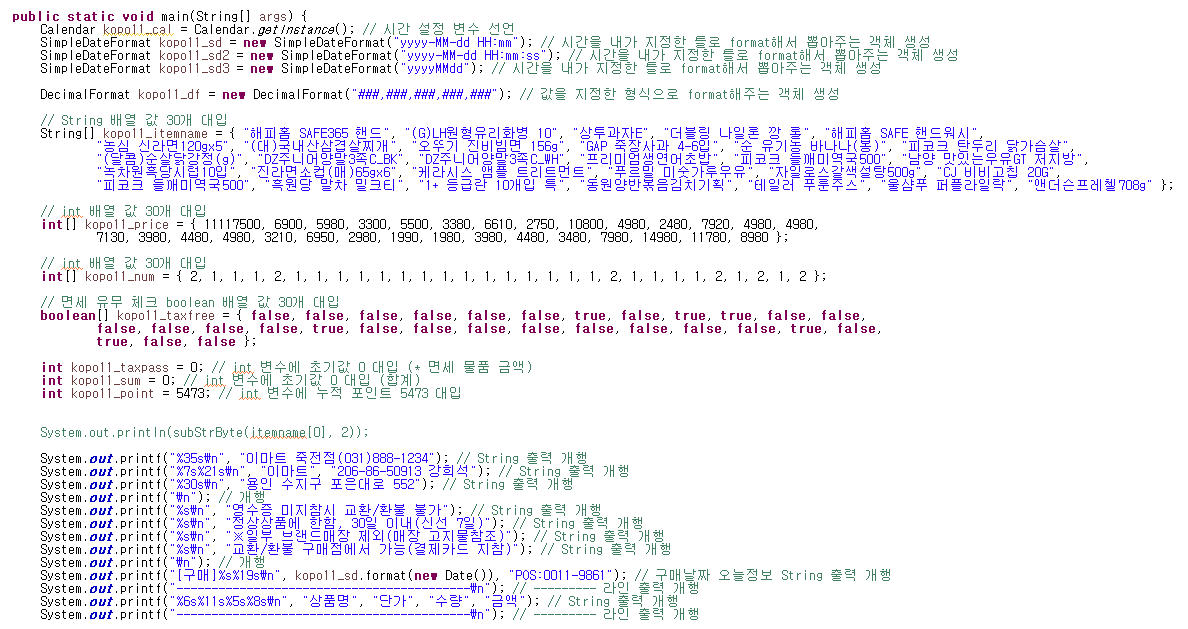 public static void main(String[] args) {
Calendar kopo11_cal = Calendar.getInstance(); // 시간 설정 변수 선언
SimpleDateFormat kopo11_sd = new SimpleDateFormat("yyyy-MM-dd HH:mm"); // 시간을 내가 지정한 틀로 format해서 뽑아주는 객체 생성
SimpleDateFormat kopo11_sd2 = new SimpleDateFormat("yyyy-MM-dd HH:mm:ss"); // 시간을 내가 지정한 틀로 format해서 뽑아주는 객체 생성
SimpleDateFormat kopo11_sd3 = new SimpleDateFormat("yyyyMMdd"); // 시간을 내가 지정한 틀로 format해서 뽑아주는 객체 생성
DecimalFormat kopo11_df = new DecimalFormat("###,###,###,###,###"); // 값을 지정한 형식으로 format해주는 객체 생성
// String 배열 값 30개 대입
String[] kopo11_itemname = { "해피홈 SAFE365 핸드", "(G)LH원형유리화병 10", "상투과자E", "더블링 나일론 깡 롤", "해피홈 SAFE 핸드워시",
"농심 신라면120gx5", "(대)국내산삼겹살찌개", "오뚜기 진비빔면 156g", "GAP 죽장사과 4-6입", "순 유기농 바나나(봉)", "피코크 탄두리 닭가슴살",
"(달콤)순살닭강정(g)", "DZ주니어양말3족C_BK", "DZ주니어양말3족C_WH", "프리미엄생연어초밥", "피코크 들깨미역국500", "남양 맛있는우유GT 저지방",
"녹차원흑당시럽10입", "진라면소컵(매)65gx6", "케라시스 앰플 트리트먼트", "푸르밀 미숫가루우유", "자일로스갈색설탕500g", "CJ 비비고칩 20G",
"피코크 들깨미역국500", "흑원당 말차 밀크티", "1+ 등급란 10개입 특", "동원양반볶음김치기획", "테일러 푸룬주스", "울샴푸 퍼플라일락", "앤더슨프레첼708g" };
// int 배열 값 30개 대입
int[] kopo11_price = { 11117500, 6900, 5980, 3300, 5500, 3380, 6610, 2750, 10800, 4980, 2480, 7920, 4980, 4980,
7130, 3980, 4480, 4980, 3210, 6950, 2980, 1990, 1980, 3980, 4480, 3480, 7980, 14980, 11780, 8980 };
// int 배열 값 30개 대입
int[] kopo11_num = { 2, 1, 1, 1, 2, 1, 1, 1, 1, 1, 1, 1, 1, 1, 1, 1, 1, 1, 1, 1, 2, 1, 1, 1, 1, 2, 1, 2, 1, 2 };
// 면세 유무 체크 boolean 배열 값 30개 대입
boolean[] kopo11_taxfree = { false, false, false, false, false, false, true, false, true, true, false, false,
false, false, false, false, true, false, false, false, false, false, false, false, false, true, false,
true, false, false };
int kopo11_taxpass = 0; // int 변수에 초기값 0 대입 (* 면세 물품 금액)
int kopo11_sum = 0; // int 변수에 초기값 0 대입 (합계)
int kopo11_point = 5473; // int 변수에 누적 포인트 5473 대입
System.out.println(subStrByte(itemname[0], 2));
System.out.printf("%35s₩n", "이마트 죽전점(031)888-1234"); // String 출력 개행
System.out.printf("%7s%21s₩n", "이마트", "206-86-50913 강희석"); // String 출력 개행
System.out.printf("%30s₩n", "용인 수지구 포은대로 552"); // String 출력 개행
System.out.printf("₩n"); // 개행
System.out.printf("%s₩n", "영수증 미지참시 교환/환불 불가"); // String 출력 개행
System.out.printf("%s₩n", "정상상품에 한함, 30일 이내(신선 7일)"); // String 출력 개행
System.out.printf("%s₩n", "※일부 브랜드매장 제외(매장 고지물참조)"); // String 출력 개행
System.out.printf("%s₩n", "교환/환불 구매점에서 가능(결제카드 지참)"); // String 출력 개행
System.out.printf("₩n"); // 개행
System.out.printf("[구매]%s%19s₩n", kopo11_sd.format(new Date()), "POS:0011-9861"); // 구매날짜 오늘정보 String 출력 개행
System.out.printf("------------------------------------------₩n"); // --------- 라인 출력 개행
System.out.printf("%6s%11s%5s%8s₩n", "상품명", "단가", "수량", "금액"); // String 출력 개행
System.out.printf("------------------------------------------₩n"); // --------- 라인 출력 개행